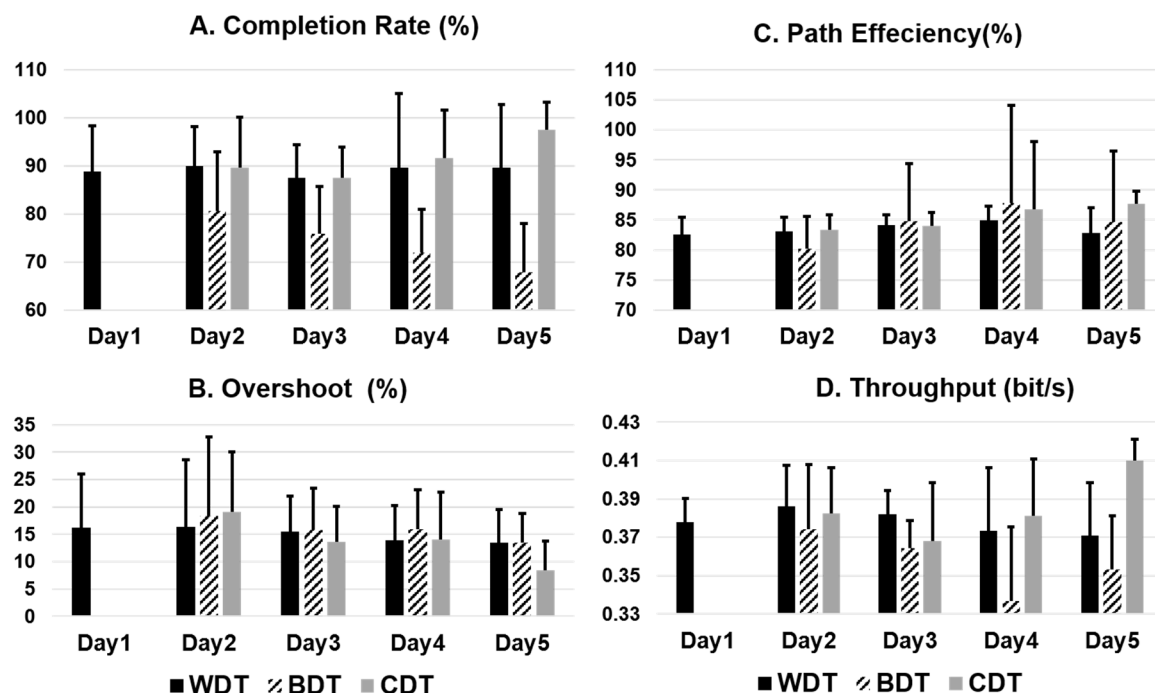 A. Completion Rate (%)
110
100
90
80
70
60
Day1 Day2 Day3 Day4 Day5
B. Overshoot (%)
35
30
25
20
15
10
5
0
Day1 Day2 Day3 Day4 Day5
WDT BDT CDT
C. Path Effeciency(%)
110
105
100
95
90
85
80
75
70
Day1 Day2 Day3 Day4 Day5
D. Throughput (bit/s)
0.43
0.41
0.39
0.37
0.35
0.33
Day1 Day2 Day3 Day4 Day5
WDT BDT CDT